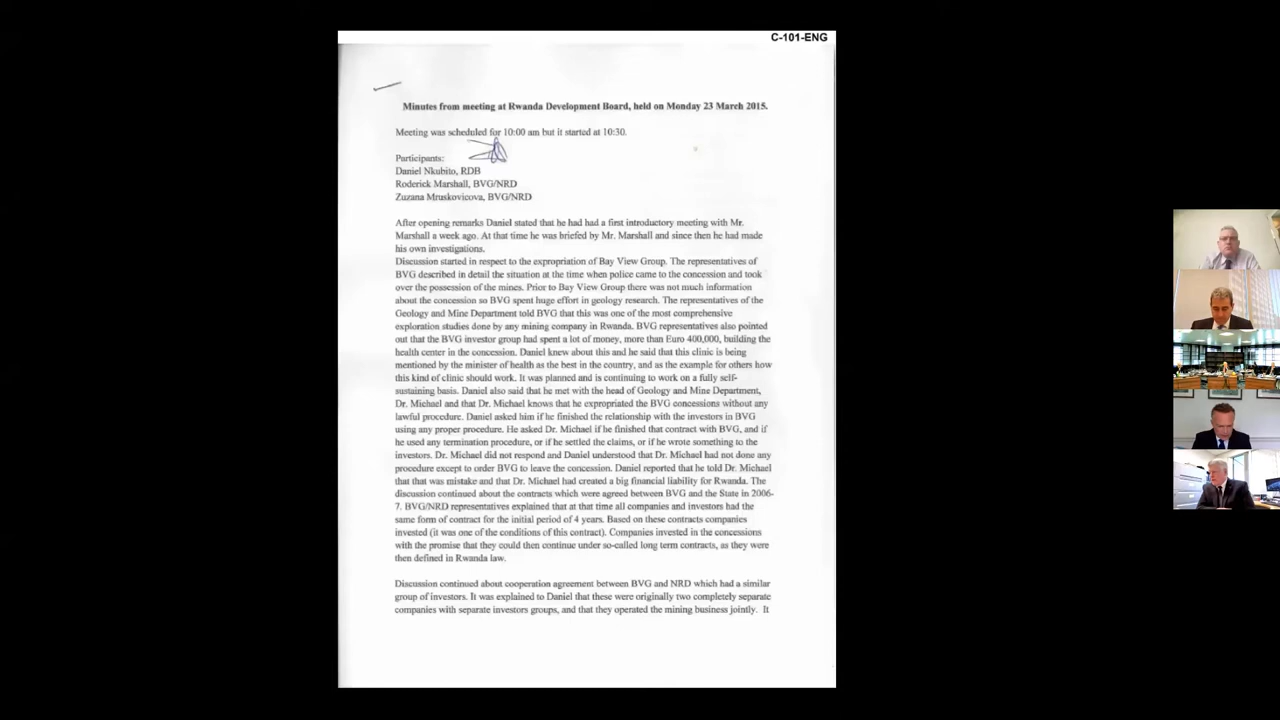 C-101-ENG
Minutes from meeting at Rwanda Development Board, held on Monday 23 March 2015.
Meeting was scheduled for 10:00 am but it started at 10:30.
Participants:
Daniel Nkubito, RDB
Roderick Marshall, BVG/NRD
Zuzana Mruskovicova, BVG/NRD
After opening remarks Daniel stated that he had had a first introductory meeting with Mr.
Marshall a week ago. At that time he was briefed by Mr. Marshall and since then he had made
his own investigations.
Discussion started in respect to the expropriation of Bay View Group. The representatives of
BVG described in detail the situation at the time when police came to the concession and took
over the possession of the mines. Prior to Bay View Group there was not much information
about the concession so BVG spent huge effort in geology research. The representatives of the
Geology and Mine Department told BVG that this was one of the most comprehensive
exploration studies done by any mining company in Rwanda. BVG representatives also pointed
out that the BVG investor group had spent a lot of money, more than Euro 400,000, building the
health center in the concession. Daniel knew about this and he said that this clinic is being
mentioned by the minister of health as the best in the country, and as the example for others how
this kind of clinic should work. It was planned and is continuing to work on a fully self-
sustaining basis. Daniel also said that he met with the head of Geology and Mine Department,
Dr. Michael and that Dr. Michael knows that he expropriated the BVG concessions without any
lawful procedure. Daniel asked him if he finished the relationship with the investors in BVG
using any proper procedure. He asked Dr. Michael if he finished that contract with BVG, and if
he used any termination procedure, or if he settled the claims, or if he wrote something to the
investors. Dr. Michael did not respond and Daniel understood that Dr. Michael had not done any
procedure except to order BVG to leave the concession. Daniel reported that he told Dr. Michael
that that was mistake and that Dr. Michael had created a big financial liability for Rwanda. The
discussion continued about the contracts which were agreed between BVG and the State in 2006-
7. BVG/NRD representatives explained that at that time all companies and investors had the
same form of contract for the initial period of 4 years. Based on these contracts companies
invested (it was one of the conditions of this contract). Companies invested in the concessions
with the promise that they could then continue under so-called long term contracts, as they were
then defined in Rwanda law.
Discussion continued about cooperation agreement between BVG and NRD which had a similar
group of investors. It was explained to Daniel that these were originally two completely separate
companies with separate investors groups, and that they operated the mining business jointly. It